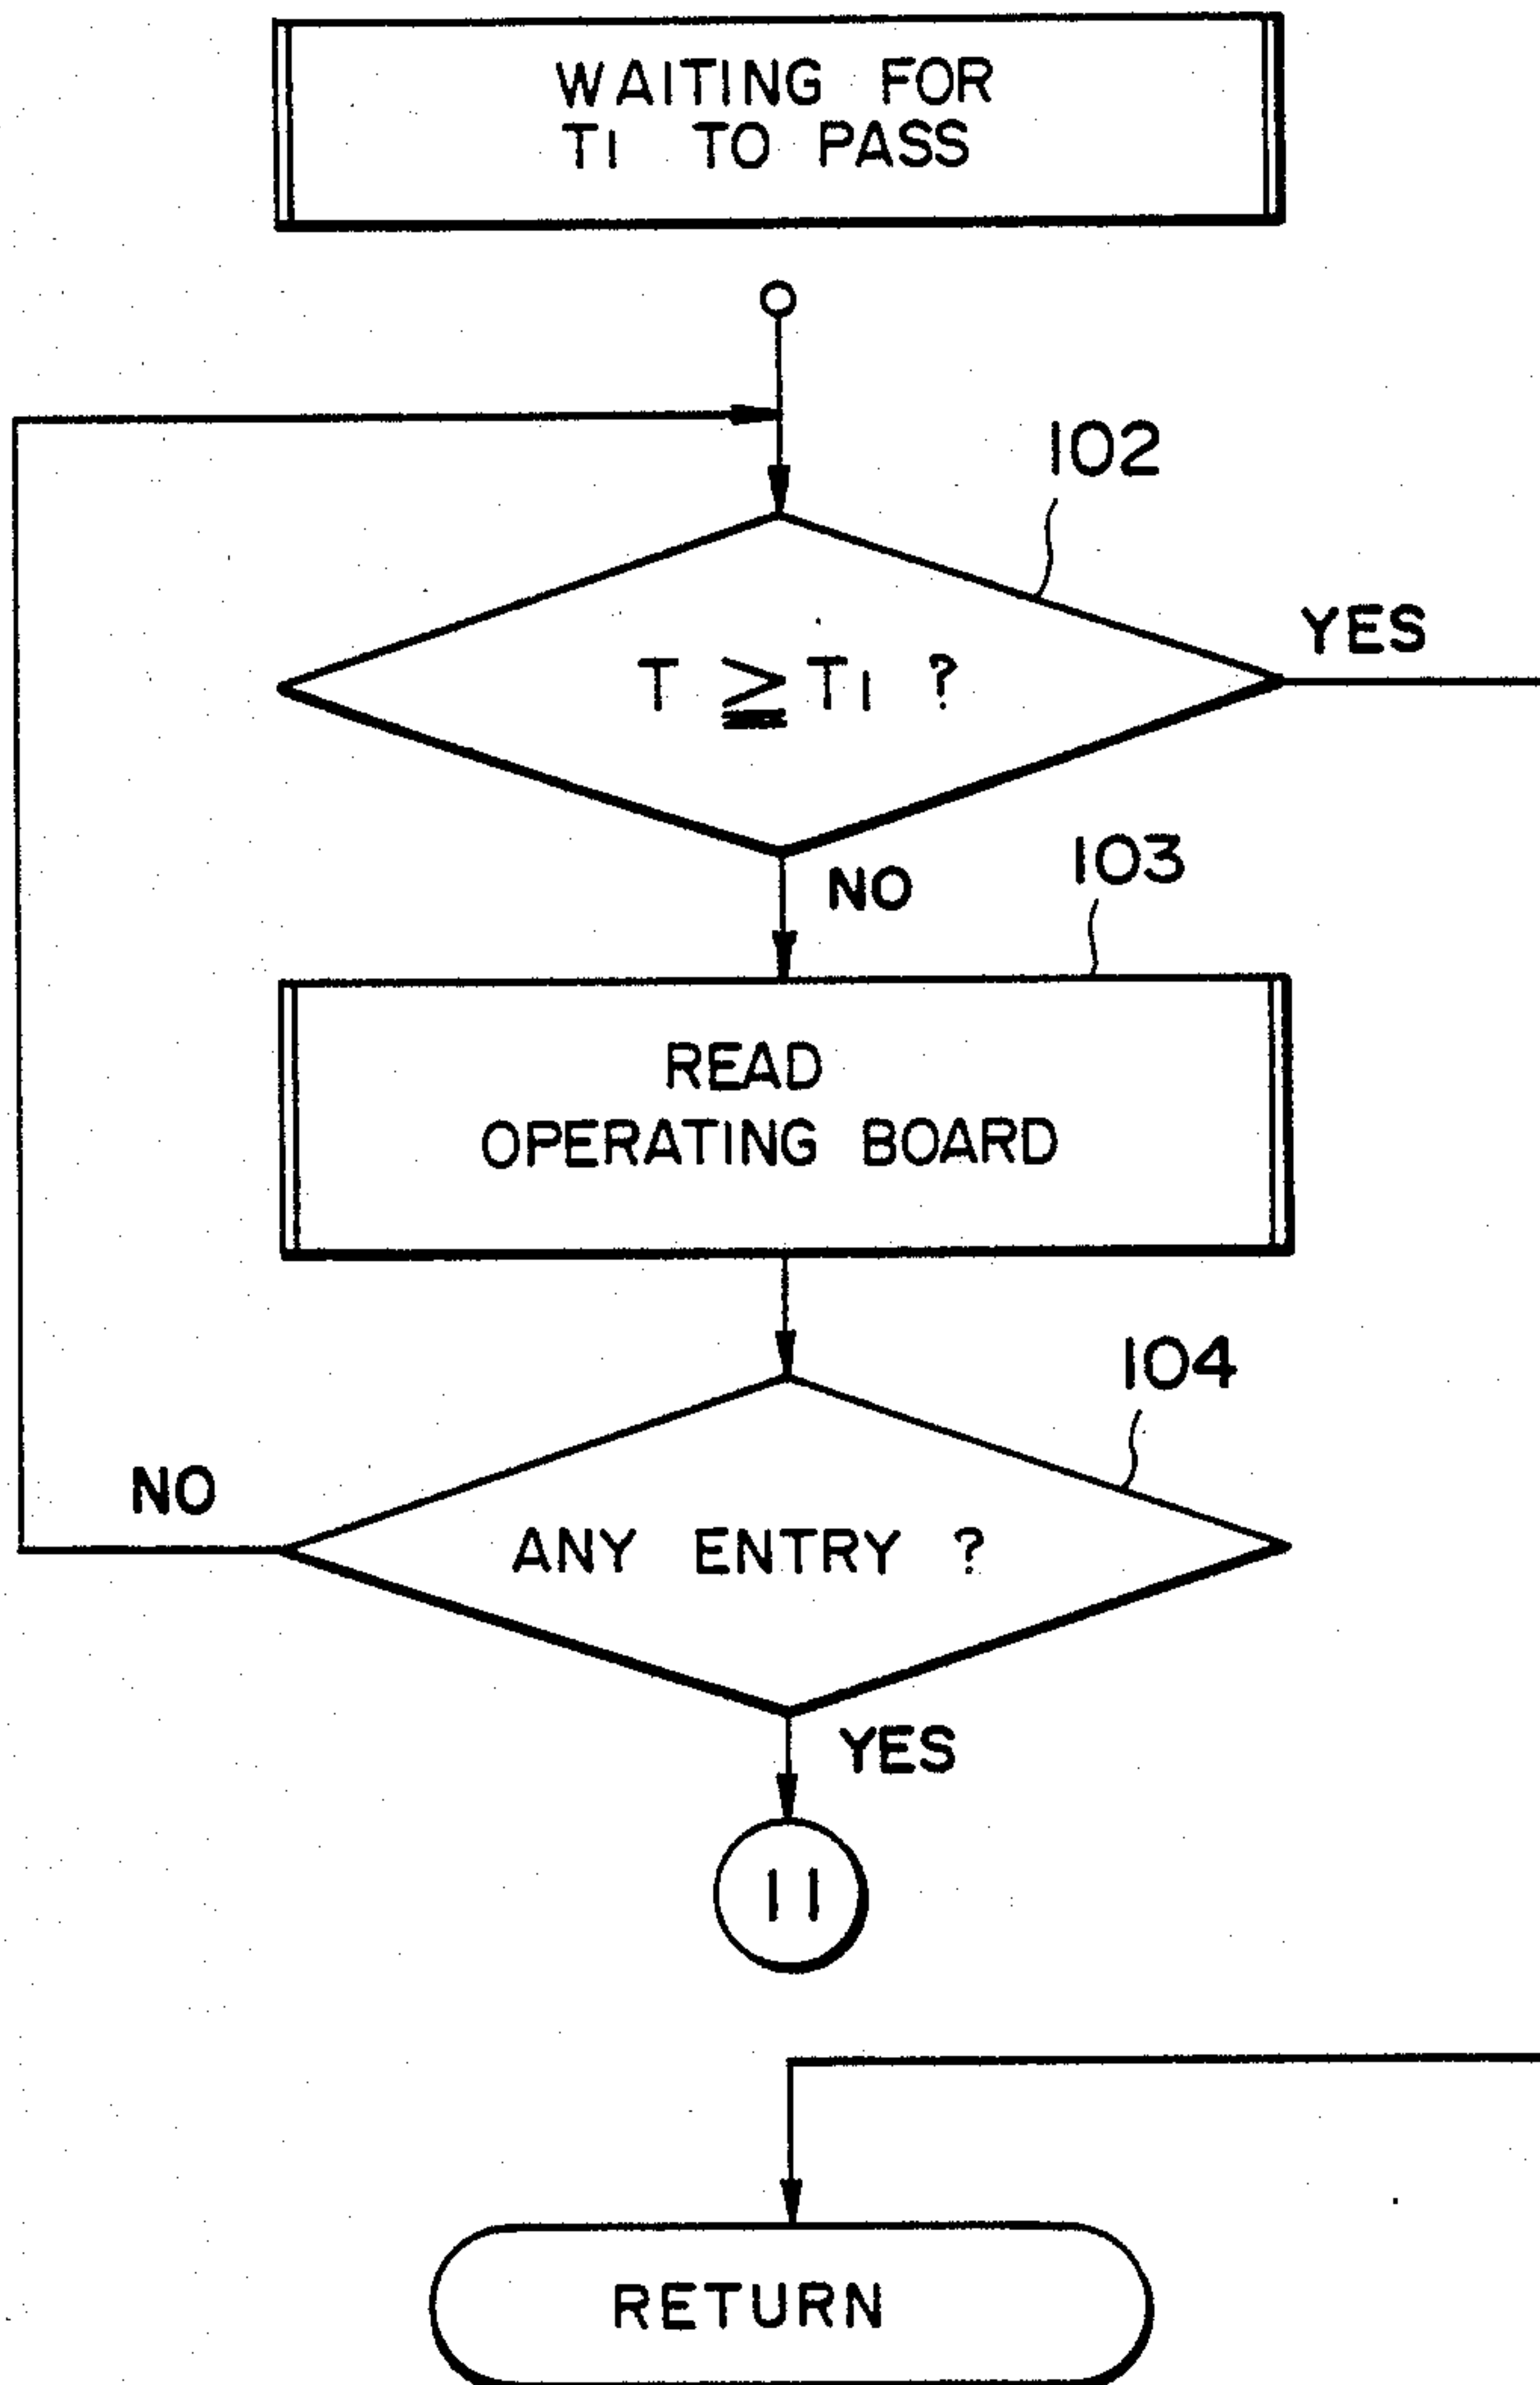 WAITING FOR
T1 TO PASS
102
T ≧ T1 ?
YES
NO
103
READ
OPERATING BOARD
104
NO
ANY ENTRY ?
YES
11
RETURN